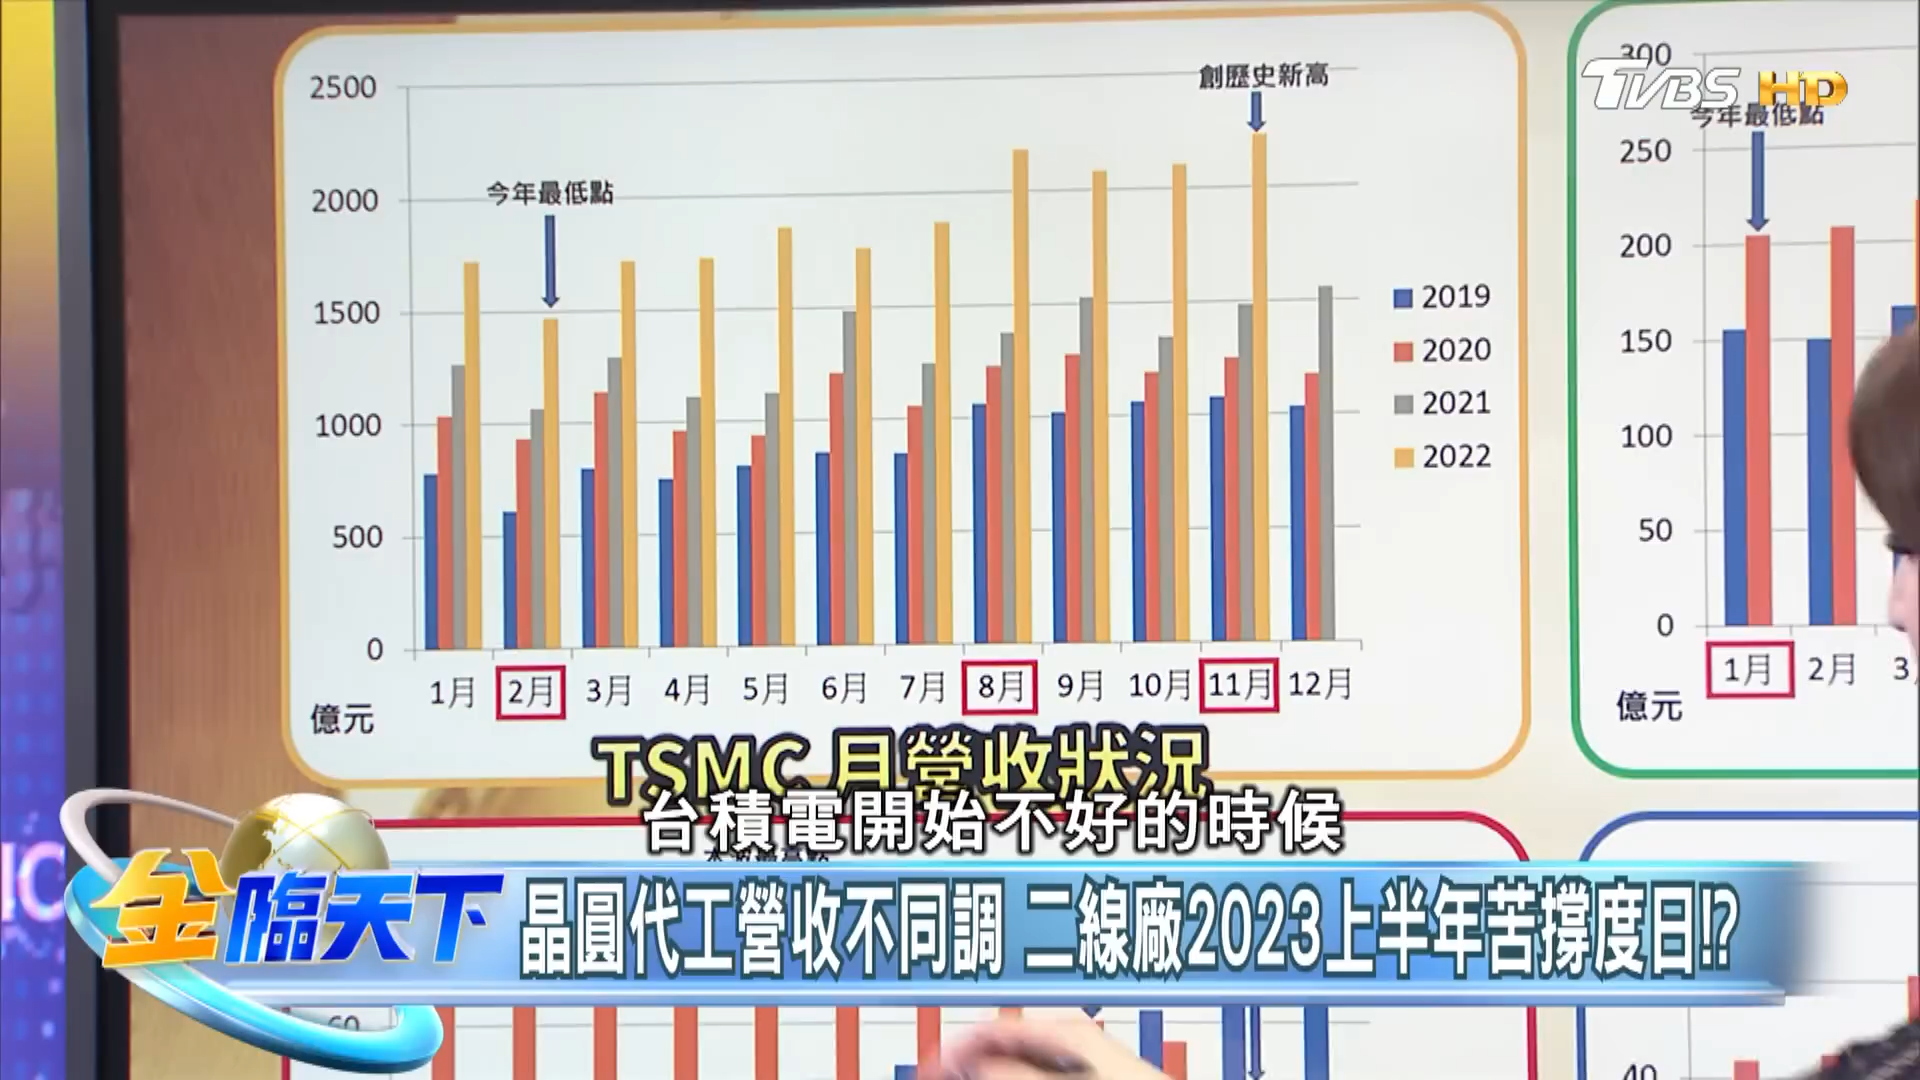 創歷史新高
今年最低點
2500
2000
1500
1000
500
0
2019
2020
2021
2022
1月 2月 3月 4月 5月 6月 7月 8月 9月 10月 11月 12月
億元
TSMC 月營收狀況
TVBS HD
今年最低點
300
250
200
150
100
50
0
1月 2月
億元
台積電開始不好的時候
金臨天下
晶圓代工營收不同調 二線廠2023上半年苦撐度日!?
60
40